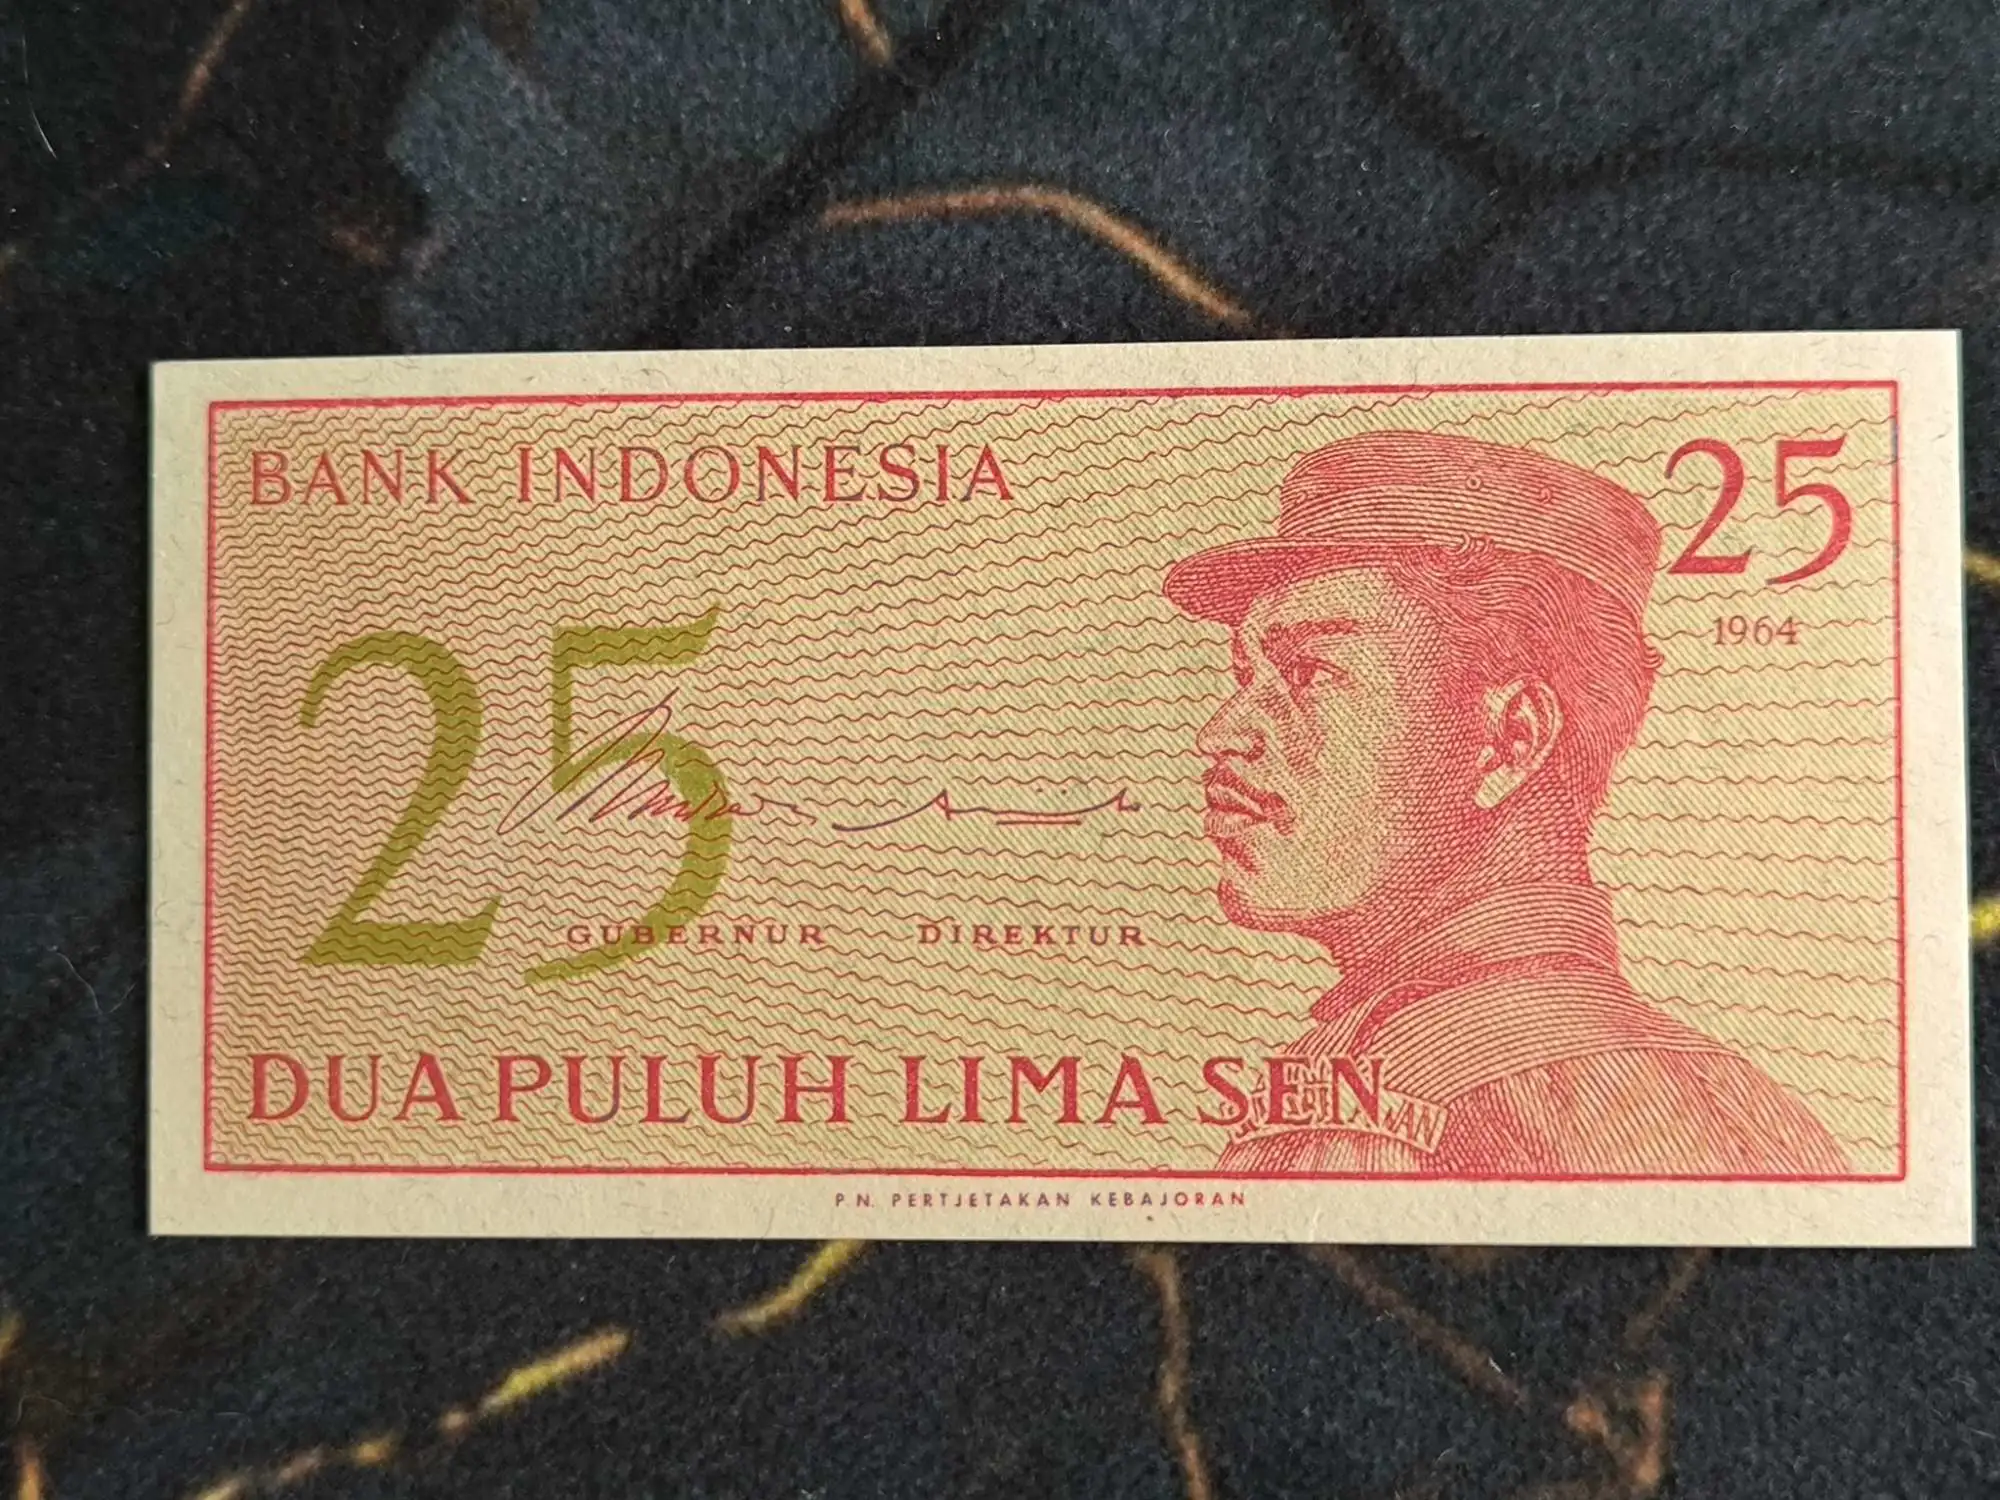 BANK INDONESIA
25
1964
25
GUBERNUR DIREKTUR
DUA PULUH LIMA SEN
P.N. PERTJETAKAN KEBAJORAN